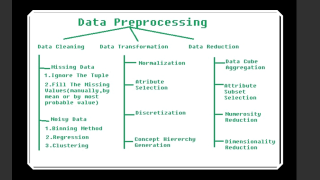 Data Preprocessing
Data Cleaning
Data Transformation
Data Reduction
Missing Data
1.Ignore The Tuple
2.Fill The Missing
Values(manually,by
mean or by most
probable value)
Noisy Data
1.Binning Method
2.Regression
3.Clustering
Normalization
Atribute
Selection
Discretization
Concept Hiererchy
Generation
Data Cube
Aggregation
Attribute
Subset
Selection
Numerosity
Reduction
Dimensionality
Reduction